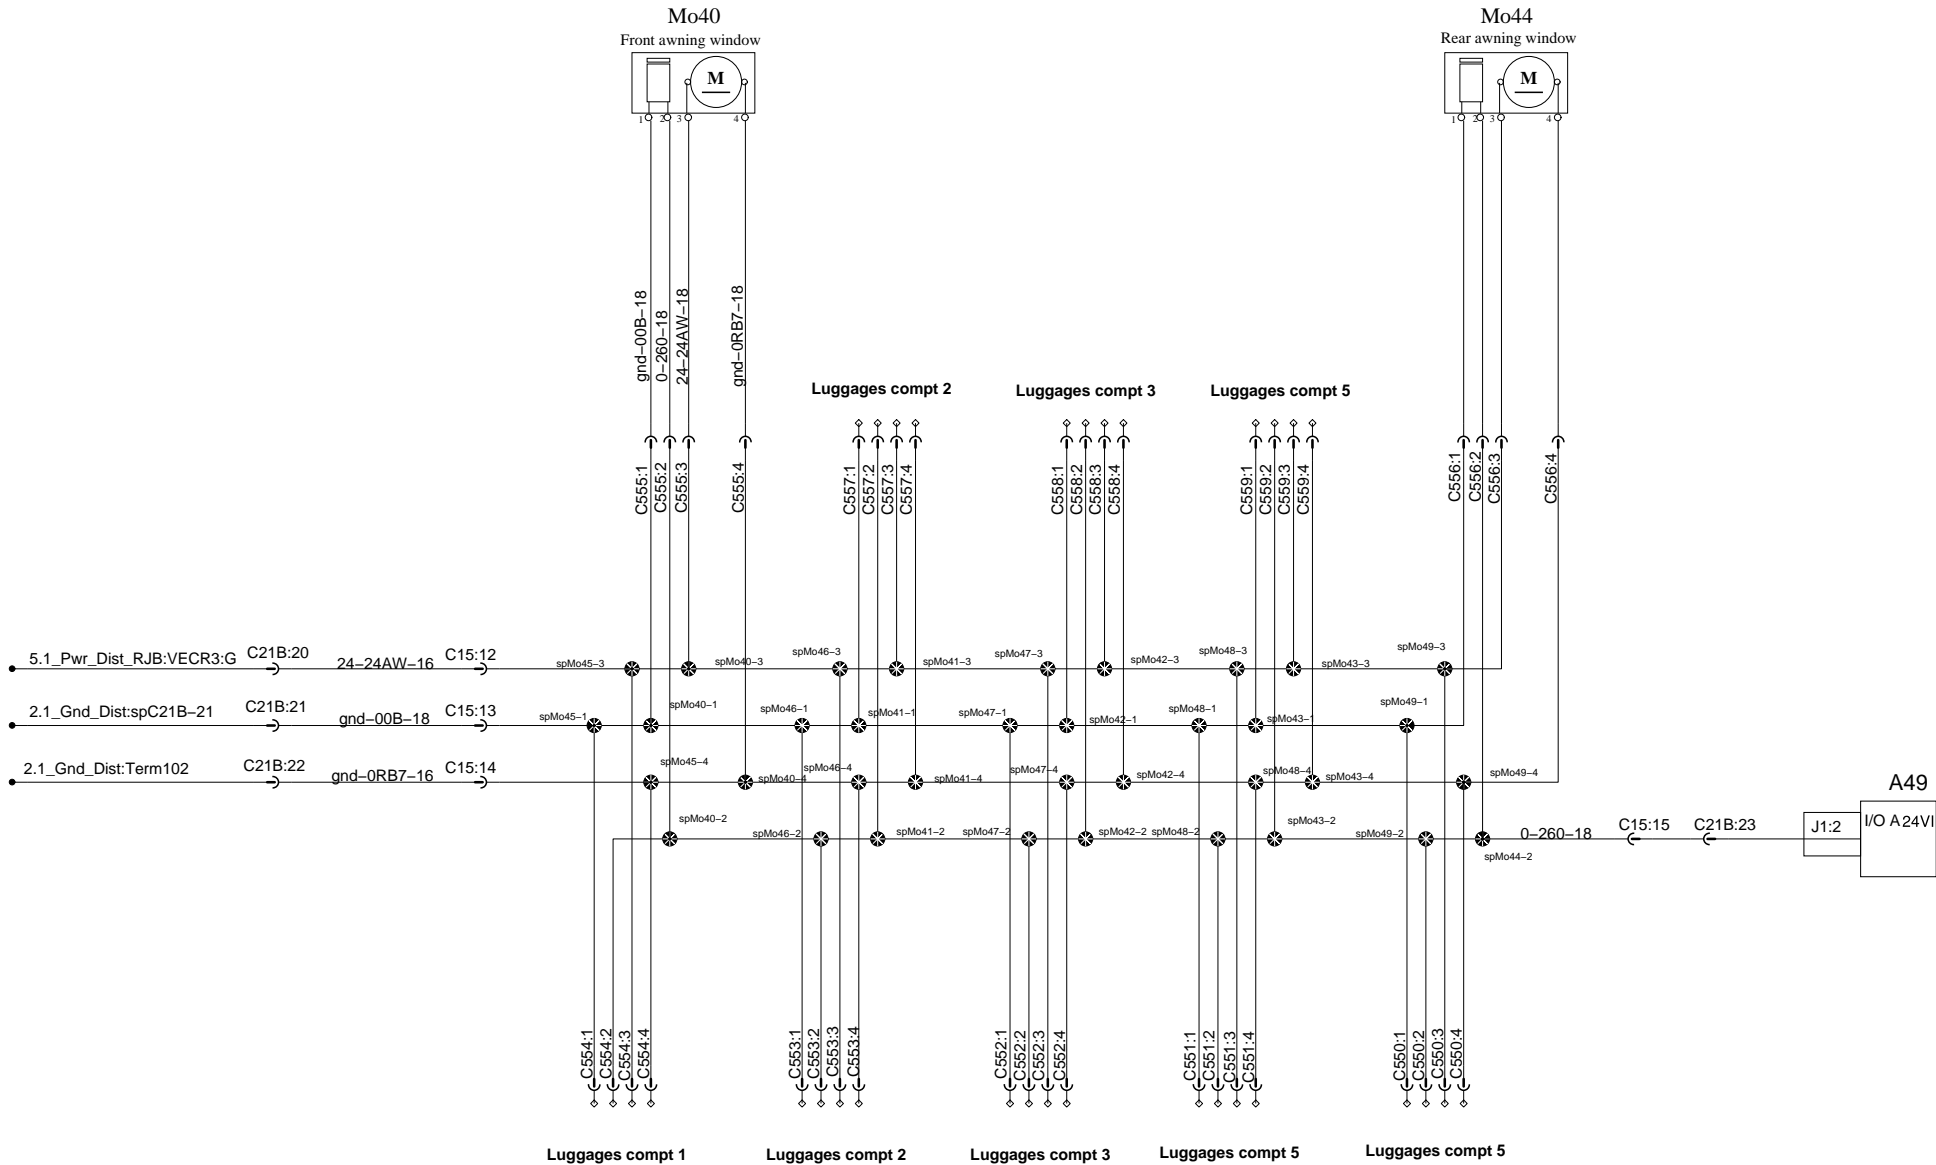 Mo40
Front awning window
M
1 2 3 4
Mo44
Rear awning window
M
1 2 3 4
gnd-00B-18
0-260-18
24-24AW-18
gnd-0RB7-18
Luggages compt 2
Luggages compt 3
Luggages compt 5
C555:1
C555:2
C555:3
C555:4
C557:1
C557:2
C557:3
C557:4
C558:1
C558:2
C558:3
C558:4
C559:1
C559:2
C559:3
C559:4
C556:1
C556:2
C556:3
C556:4
5.1_Pwr_Dist_RJB:VECR3:G
C21B:20
24-24AW-16
C15:12
spMo45-3
spMo40-3
spMo46-3
spMo41-3
spMo47-3
spMo42-3
spMo48-3
spMo43-3
spMo49-3
2.1_Gnd_Dist:spC21B-21
C21B:21
gnd-00B-18
C15:13
spMo45-1
spMo40-1
spMo46-1
spMo41-1
spMo47-1
spMo42-1
spMo48-1
spMo43-1
spMo49-1
2.1_Gnd_Dist:Term102
C21B:22
gnd-0RB7-16
C15:14
spMo45-4
spMo40-4
spMo46-4
spMo41-4
spMo47-4
spMo42-4
spMo48-4
spMo43-4
spMo49-4
spMo40-2
spMo46-2
spMo41-2
spMo47-2
spMo42-2
spMo48-2
spMo43-2
spMo49-2
spMo44-2
0-260-18
C15:15
C21B:23
J1:2
A49
I/O A 24VI
C554:1
C554:2
C554:3
C554:4
C553:1
C553:2
C553:3
C553:4
C552:1
C552:2
C552:3
C552:4
C551:1
C551:2
C551:3
C551:4
C550:1
C550:2
C550:3
C550:4
Luggages compt 1
Luggages compt 2
Luggages compt 3
Luggages compt 5
Luggages compt 5